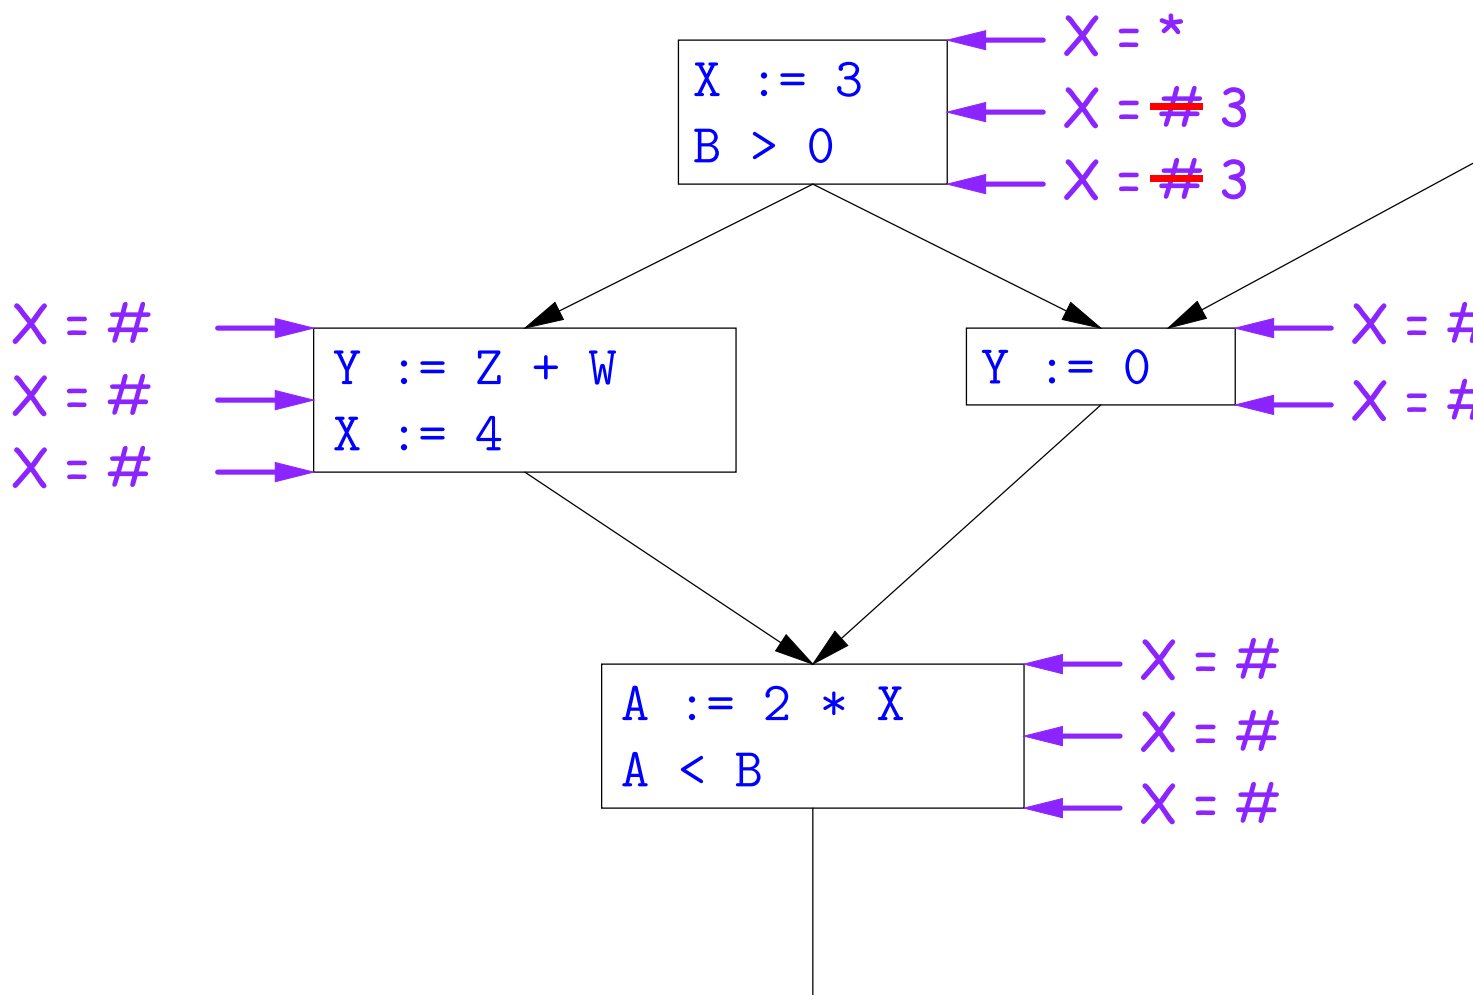 X = *
X := 3
X = # 3
B > 0
X = # 3
X = #
X = #
Y := Z + W
Y := 0
X = #
X = #
X := 4
X = #
X = #
A := 2 * X
X = #
A < B
X = #